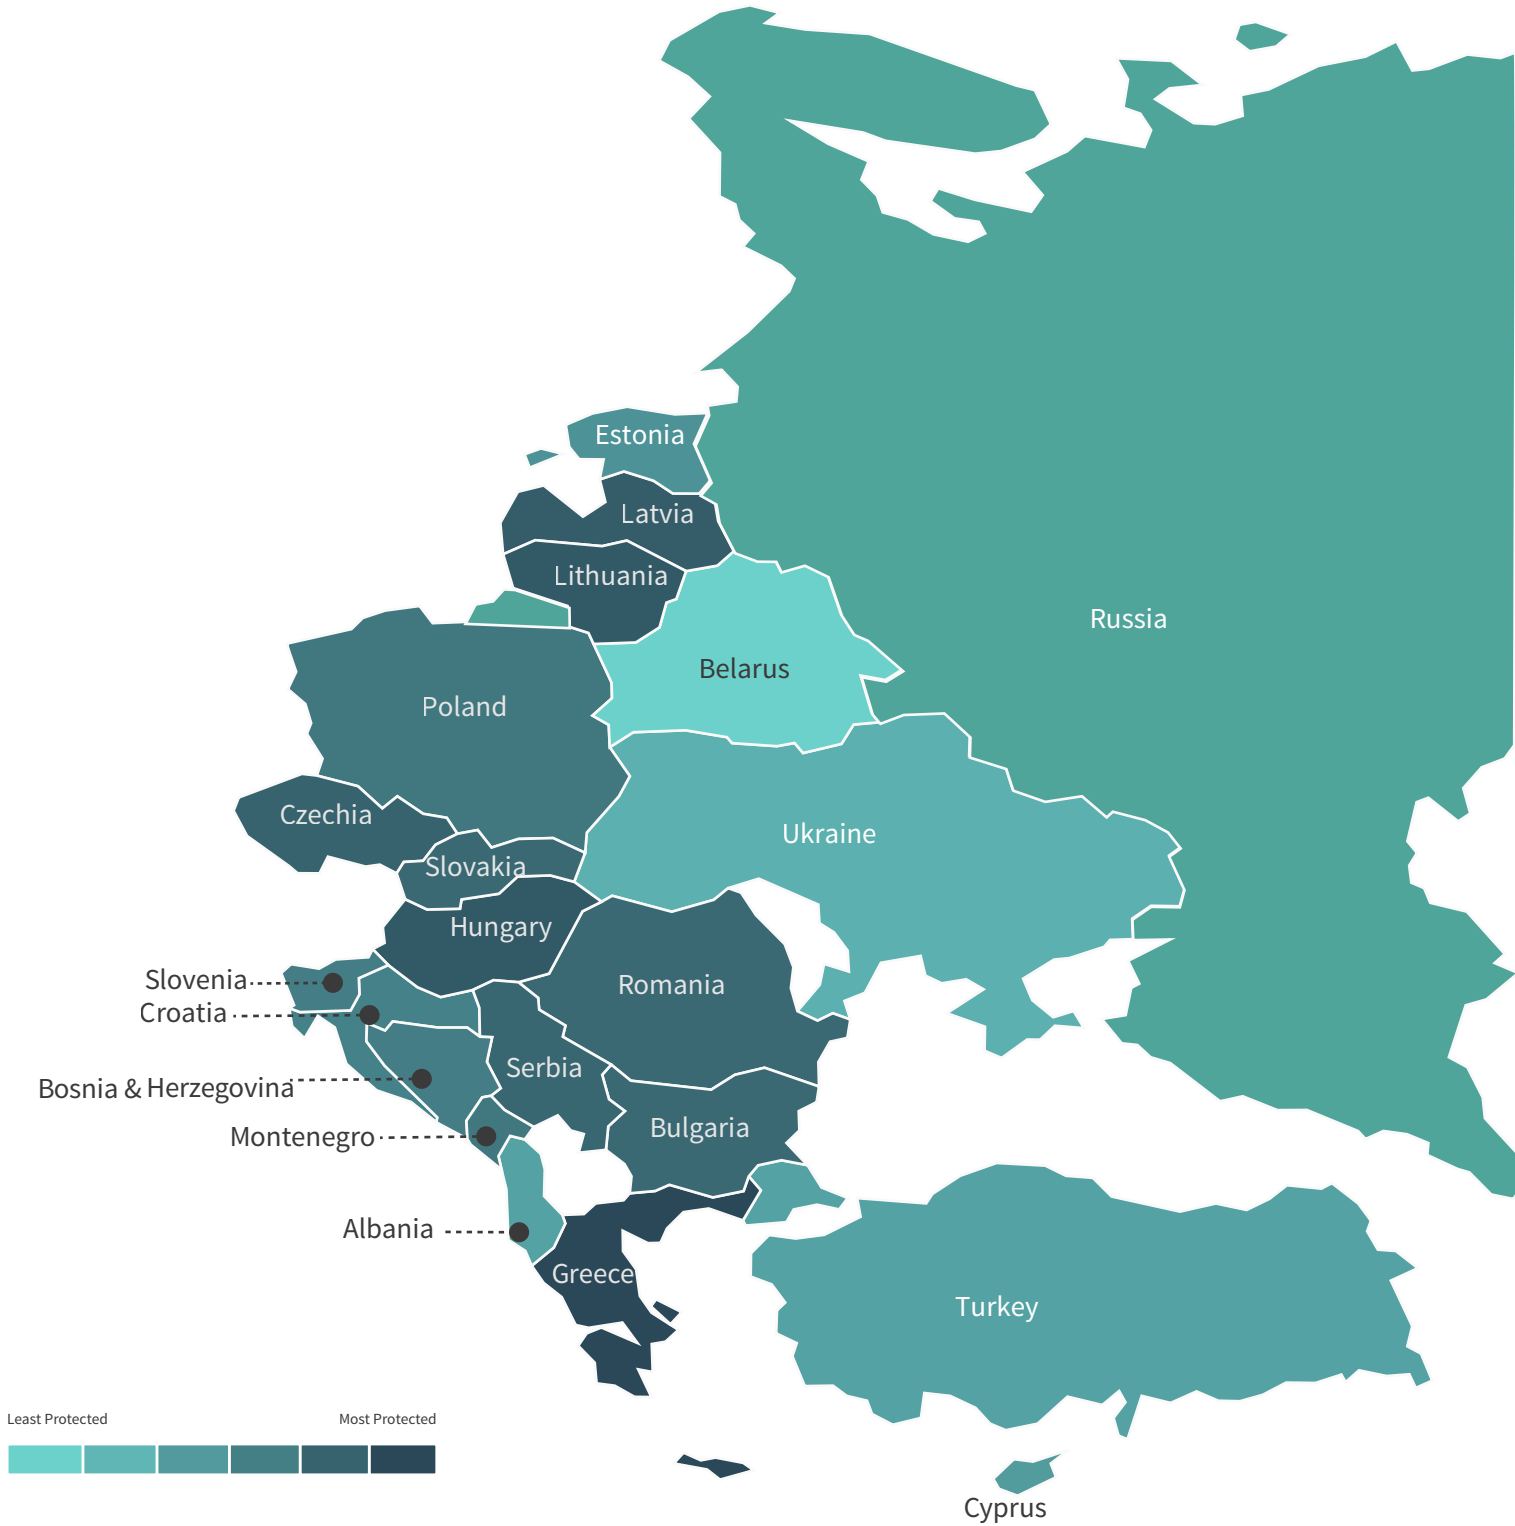 Estonia
Latvia
Lithuania
Russia
Belarus
Poland
Czechia
Ukraine
Slovakia
Hungary
Slovenia
Romania
Croatia
Serbia
Bosnia & Herzegovina
Bulgaria
Montenegro
Albania
Greece
Turkey
Least Protected
Most Protected
Cyprus